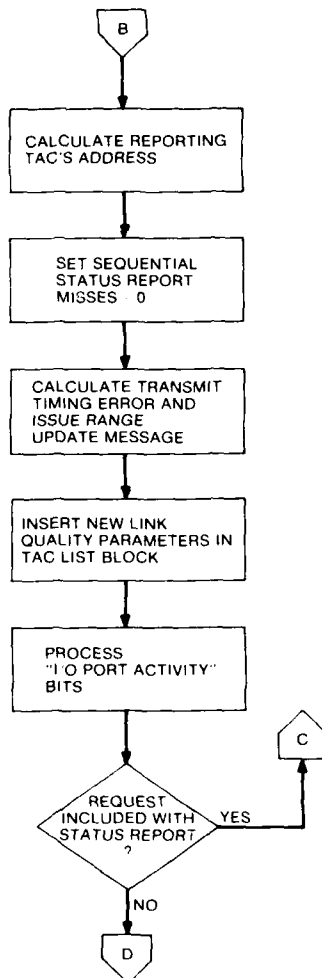 B
CALCULATE REPORTING
TAC'S ADDRESS
SET SEQUENTIAL
STATUS REPORT
MISSES 0
CALCULATE TRANSMIT
TIMING ERROR AND
ISSUE RANGE
UPDATE MESSAGE
INSERT NEW LINK
QUALITY PARAMETERS IN
TAC LIST BLOCK
PROCESS
"I/O PORT ACTIVITY"
BITS
C
REQUEST
INCLUDED WITH
STATUS REPORT
?
YES
NO
D